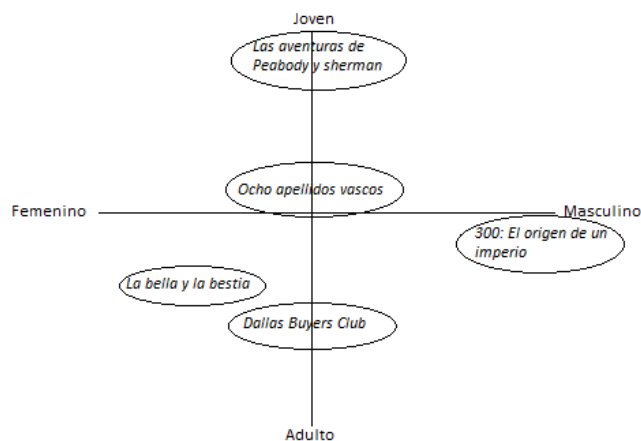 Joven
Las aventuras de
Peabody y sherman
Ocho apellidos vascos
Femenino
Masculino
300: El origen de un
imperio
La bella y la bestia
Dallas Buyers Club
Adulto